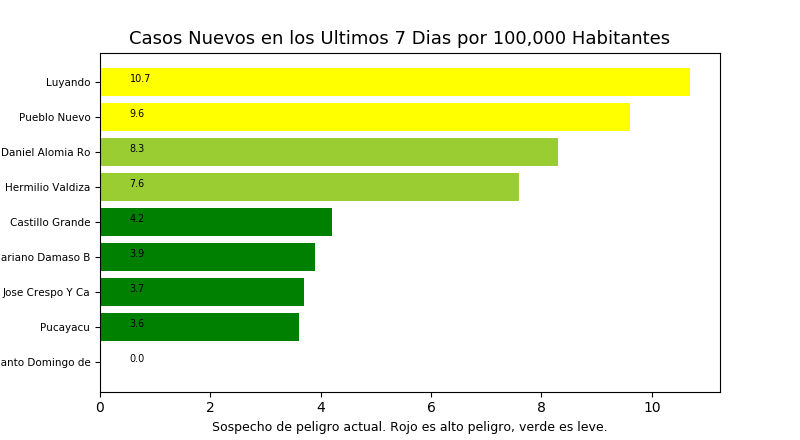 Casos Nuevos en los Ultimos 7 Dias por 100,000 Habitantes
Luyando 10.7
Pueblo Nuevo 9.6
Daniel Alomia Ro 8.3
Hermilio Valdiza 7.6
Castillo Grande 4.2
ariano Damaso B 3.9
Jose Crespo Y Ca 3.7
Pucayacu 3.6
anto Domingo de 0.0
0 2 4 6 8 10
Sospecho de peligro actual. Rojo es alto peligro, verde es leve.